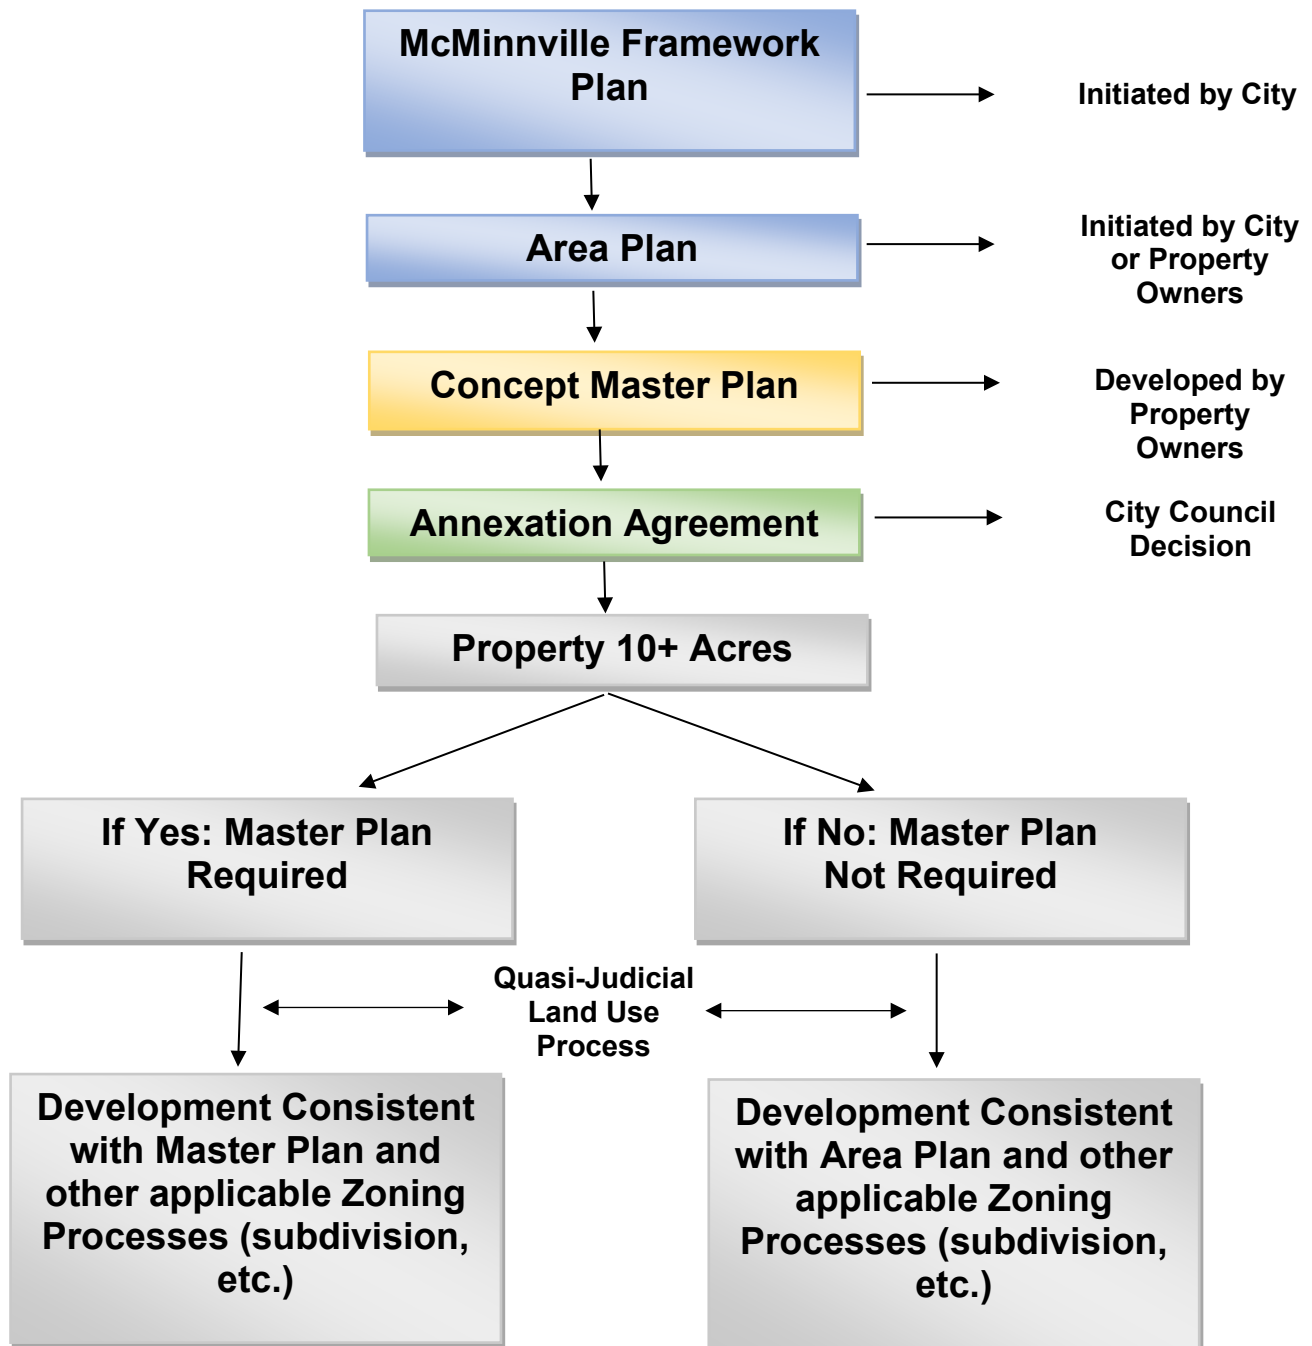 McMinnville Framework
Plan
Initiated by City
Area Plan
Initiated by City
or Property
Owners
Concept Master Plan
Developed by
Property
Owners
Annexation Agreement
City Council
Decision
Property 10+ Acres
If Yes: Master Plan
Required
If No: Master Plan
Not Required
Quasi-Judicial
Land Use
Process
Development Consistent
with Master Plan and
other applicable Zoning
Processes (subdivision,
etc.)
Development Consistent
with Area Plan and other
applicable Zoning
Processes (subdivision,
etc.)